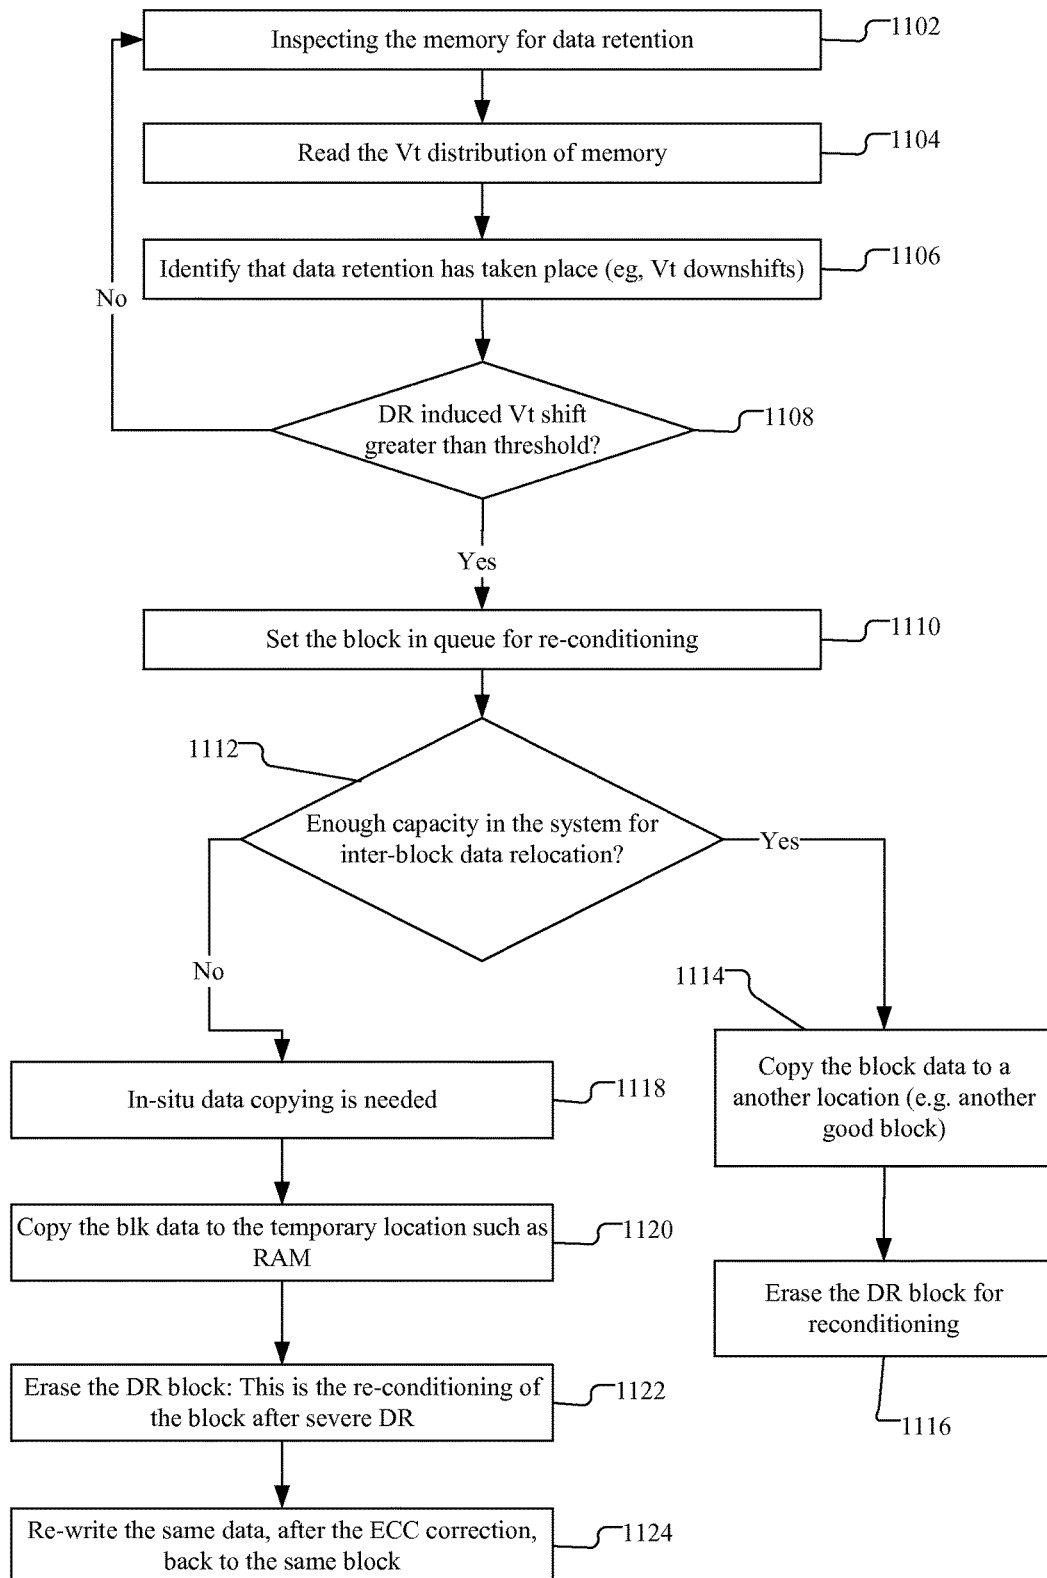 Inspecting the memory for data retention
1102
Read the Vt distribution of memory
1104
Identify that data retention has taken place (eg, Vt downshifts)
1106
No
DR induced Vt shift
greater than threshold?
1108
Yes
Set the block in queue for re-conditioning
1110
1112
Enough capacity in the system for
inter-block data relocation?
Yes
No
1114
Copy the block data to a
another location (e.g. another
good block)
In-situ data copying is needed
1118
Copy the blk data to the temporary location such as
RAM
1120
Erase the DR block for
reconditioning
1116
Erase the DR block: This is the re-conditioning of
the block after severe DR
1122
Re-write the same data, after the ECC correction,
back to the same block
1124